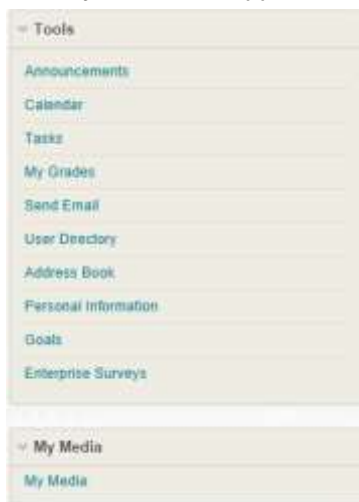 Tools
Announcements
Calendar
Tasks
My Grades
Send Email
User Directory
Address Book
Personal Information
Goals
Enterprise Surveys
My Media
My Media